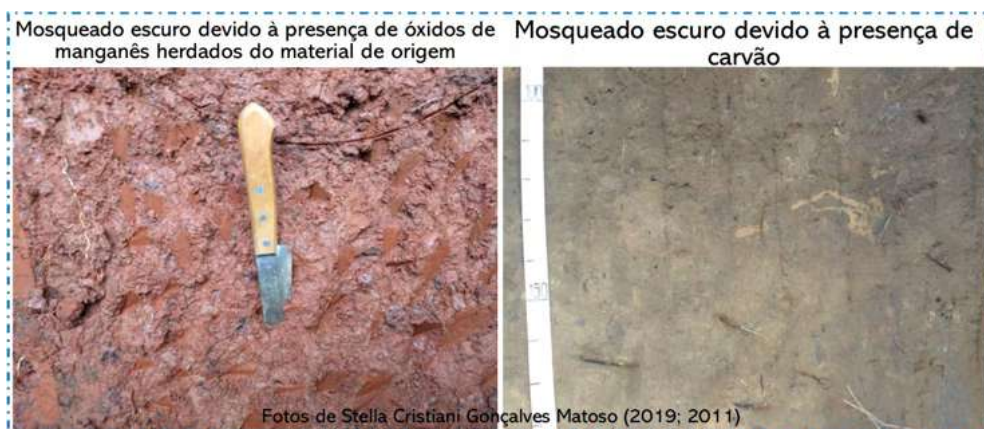 Mosqueado escuro devido à presença de óxidos de
manganês herdados do material de origem
Mosqueado escuro devido à presença de
carvão
Fotos de Stella Cristiani Gonçalves Matoso (2019; 2011)